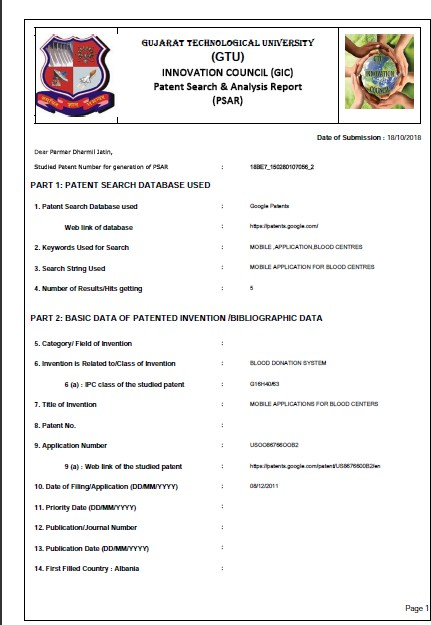 GUJARAT TECHNOLOGICAL UNIVERSITY
(GTU)
INNOVATION COUNCIL (GIC)
Patent Search & Analysis Report
(PSAR)
GTU
INNOVATION
COUNCIL
Date of Submission : 18/10/2018
Dear Parmar Dharmil Jatin,
Studied Patent Number for generation of PSAR : 18BE7_150280107056_2
PART 1: PATENT SEARCH DATABASE USED
1. Patent Search Database used : Google Patents
Web link of database : https://patents.google.com/
2. Keywords Used for Search : MOBILE ,APPLICATION,BLOOD CENTRES
3. Search String Used : MOBILE APPLICATION FOR BLOOD CENTRES
4. Number of Results/Hits getting : 5
PART 2: BASIC DATA OF PATENTED INVENTION /BIBLIOGRAPHIC DATA
5. Category/ Field of Invention :
6. Invention is Related to/Class of Invention : BLOOD DONATION SYSTEM
6 (a) : IPC class of the studied patent : G16H40/63
7. Title of Invention : MOBILE APPLICATIONS FOR BLOOD CENTERS
8. Patent No. :
9. Application Number : USOO86766OOB2
9 (a) : Web link of the studied patent : https://patents.google.com/patent/US8676600B2/en
10. Date of Filing/Application (DD/MM/YYYY) : 08/12/2011
11. Priority Date (DD/MM/YYYY) :
12. Publication/Journal Number :
13. Publication Date (DD/MM/YYYY) :
14. First Filled Country : Albania :
Page 1